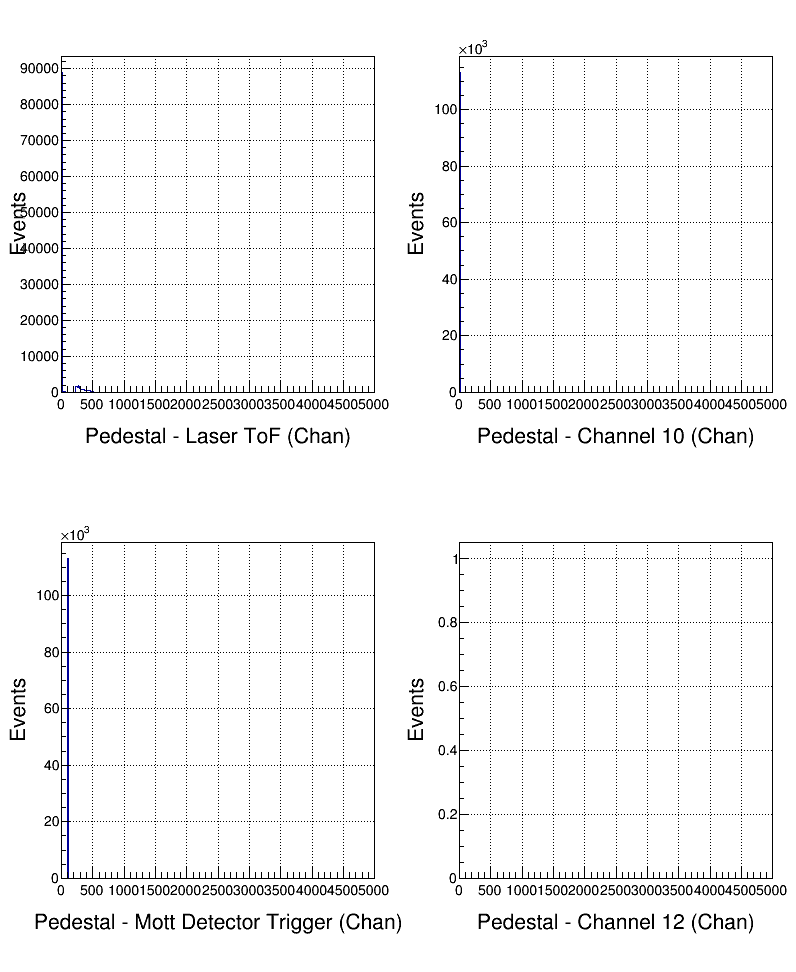 90000
80000
70000
60000
50000
40000
30000
20000
10000
0
Events
0 500 1000 1500 2000 2500 3000 3500 4000 4500 5000
Pedestal - Laser ToF (Chan)
×10³
100
80
60
40
20
0
Events
0 500 1000 1500 2000 2500 3000 3500 4000 4500 5000
Pedestal - Channel 10 (Chan)
×10³
100
80
60
40
20
0
Events
0 500 1000 1500 2000 2500 3000 3500 4000 4500 5000
Pedestal - Mott Detector Trigger (Chan)
1
0.8
0.6
0.4
0.2
0
Events
0 500 1000 1500 2000 2500 3000 3500 4000 4500 5000
Pedestal - Channel 12 (Chan)